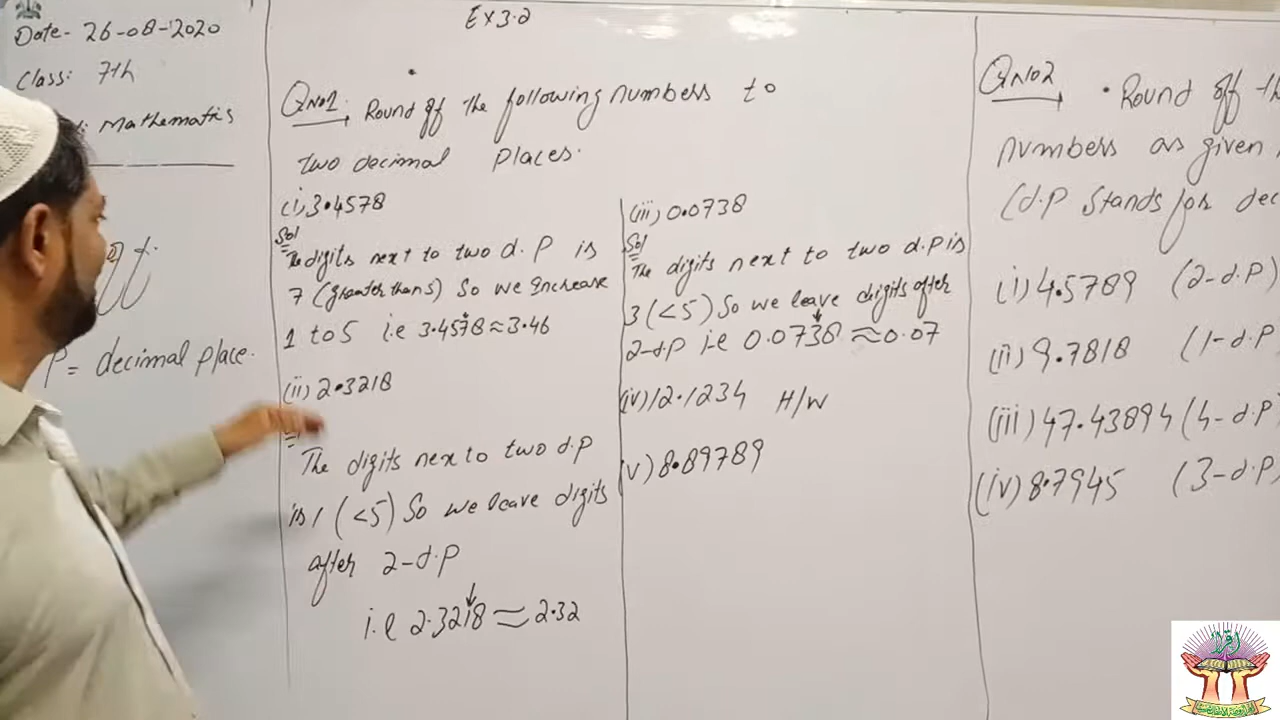 Date- 26-08-2020
Class: 7th
Mathematics
P = decimal place.
Ex 3.2
QNo1. Round off the following numbers to
two decimal places.
(i) 3.4578
Sol
The digits next to two d.P is
7 (greater than 5) So we Increase
1 to 5 i.e 3.4578 ≈ 3.46
(ii) 2.3218
The digits next to two d.P
is 1 (<5) So we leave digits
after 2-d.P
i.e 2.3218 ≈ 2.32
(iii) 0.0738
Sol
The digits next to two d.P is
3 (<5) So we leave digits after
2-d.P i.e 0.0738 ≈ 0.07
(iv) 12.1234 H/W
(v) 8.89789
QNo2 . Round off th
numbers as given
(d.P Stands for dec
(i) 4.5789 (2-d.P)
(ii) 9.7818 (1-d.P
(iii) 47.43894 (4-d.P)
(iv) 8.7945 (3-d.P)